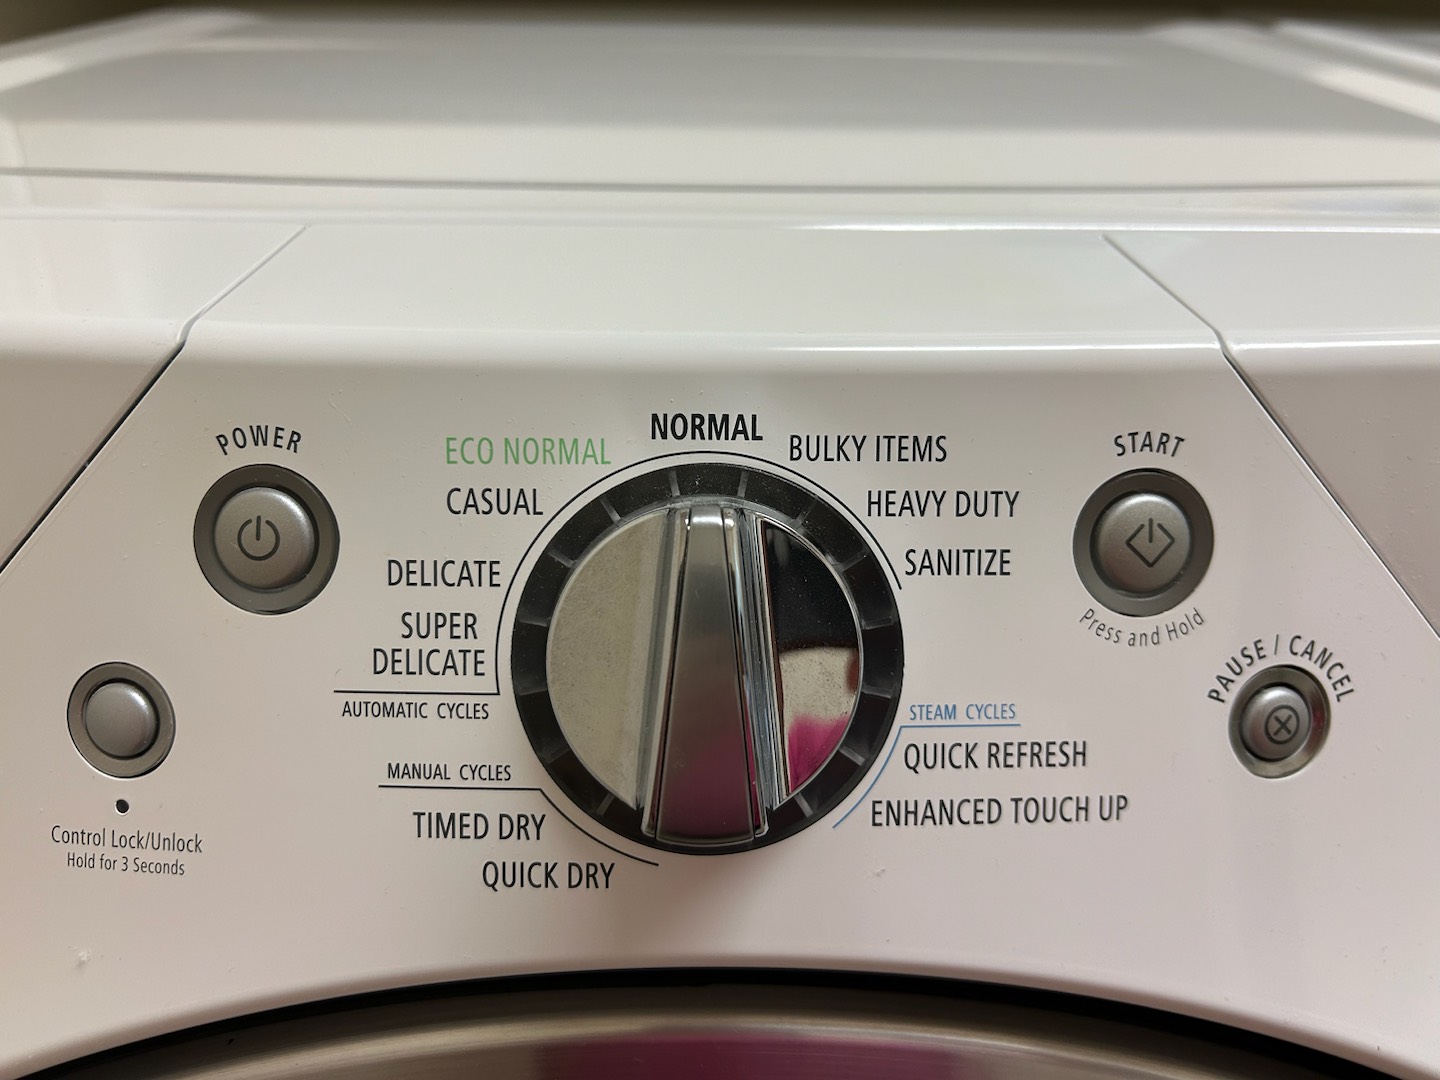 POWER
ECO NORMAL
NORMAL
BULKY ITEMS
START
CASUAL
HEAVY DUTY
DELICATE
SANITIZE
SUPER
DELICATE
Press and Hold
AUTOMATIC CYCLES
STEAM CYCLES
PAUSE / CANCEL
MANUAL CYCLES
QUICK REFRESH
TIMED DRY
ENHANCED TOUCH UP
QUICK DRY
Control Lock/Unlock
Hold for 3 Seconds